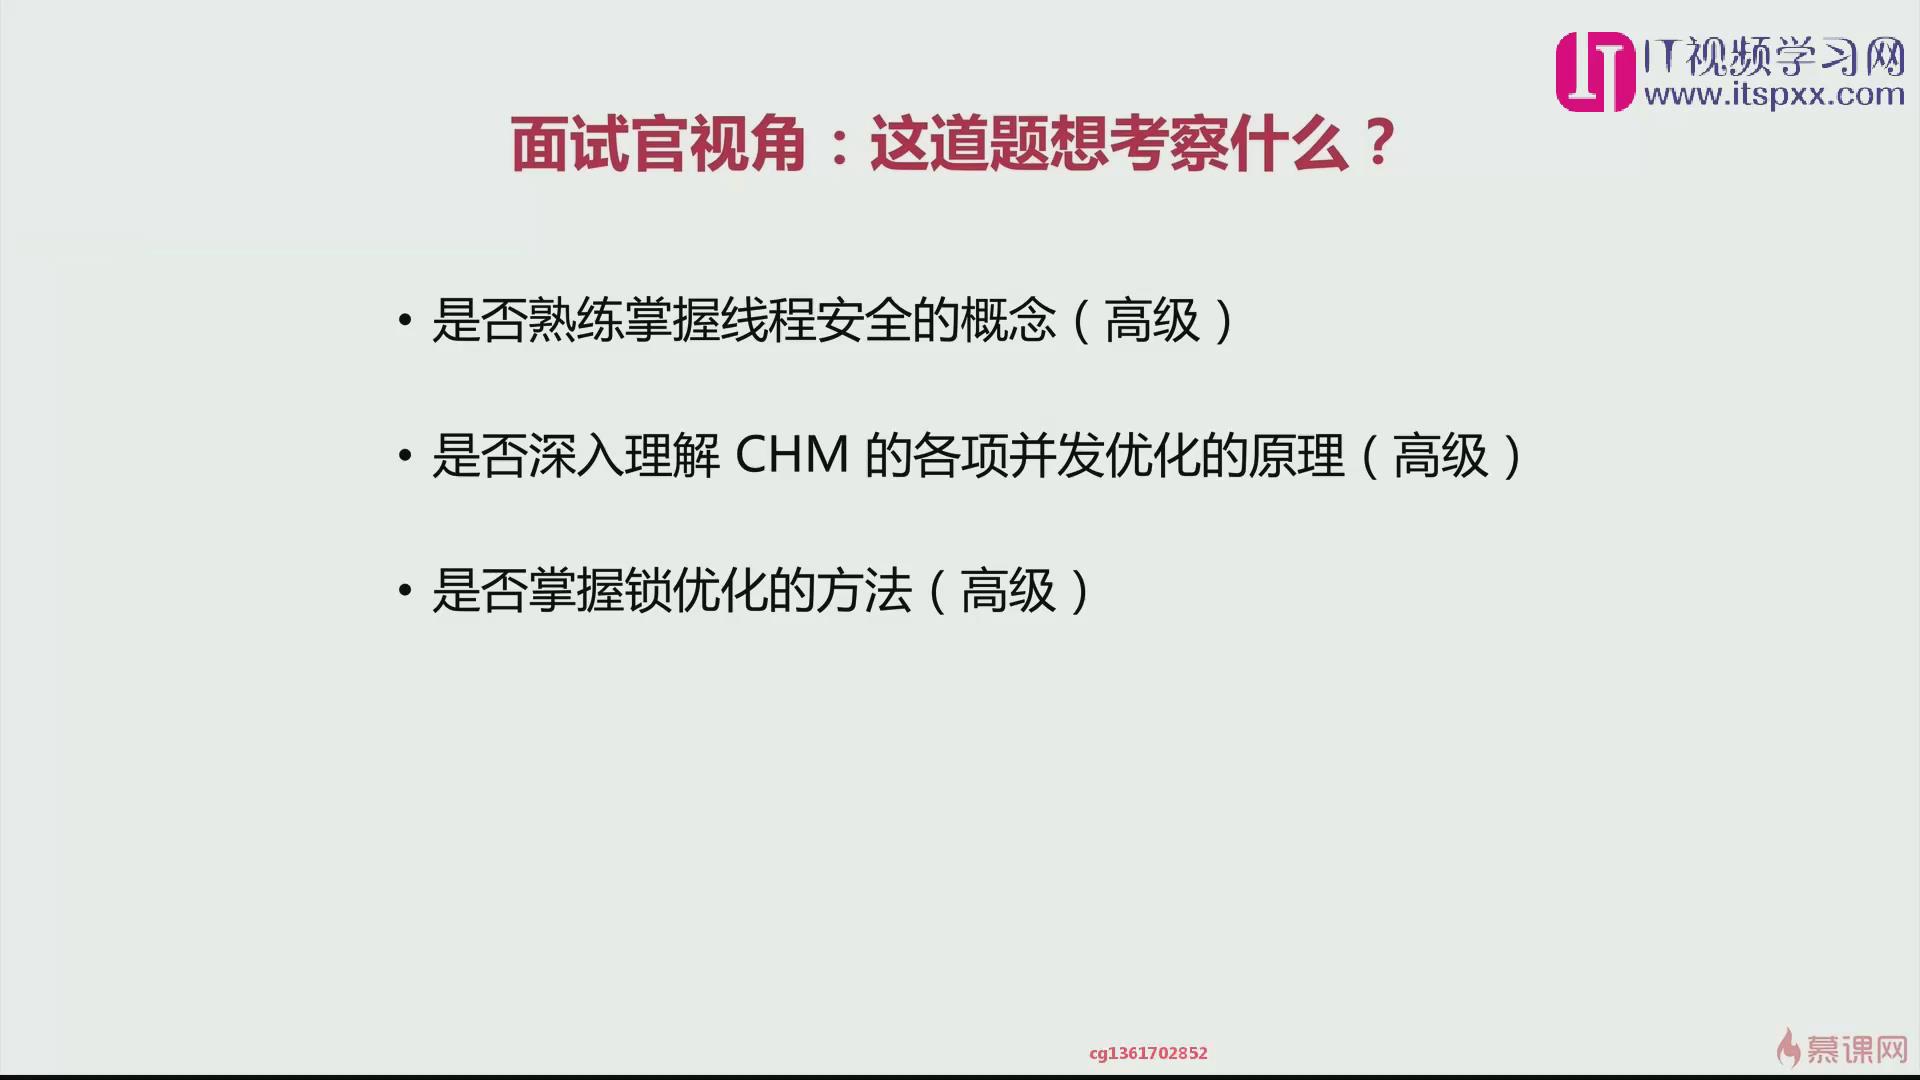 IT视频学习网
www.itspxx.com
面试官视角：这道题想考察什么？
• 是否熟练掌握线程安全的概念（高级）
• 是否深入理解 CHM 的各项并发优化的原理（高级）
• 是否掌握锁优化的方法（高级）
cg1361702852
慕课网